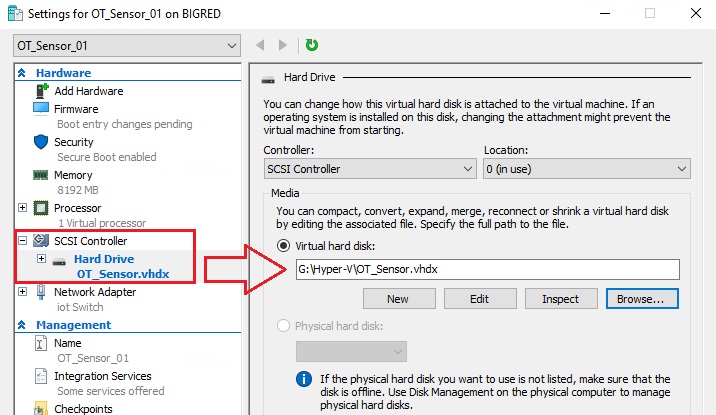 Settings for OT_Sensor_01 on BIGRED
OT_Sensor_01
Hardware
Add Hardware
Firmware
Boot entry changes pending
Security
Secure Boot enabled
Memory
8192 MB
Processor
1 Virtual processor
SCSI Controller
Hard Drive
OT_Sensor.vhdx
Network Adapter
iot Switch
Management
Name
OT_Sensor_01
Integration Services
Some services offered
Checkpoints
Hard Drive
You can change how this virtual hard disk is attached to the virtual machine. If an
operating system is installed on this disk, changing the attachment might prevent the
virtual machine from starting.
Controller:
Location:
SCSI Controller
0 (in use)
Media
You can compact, convert, expand, merge, reconnect or shrink a virtual hard disk
by editing the associated file. Specify the full path to the file.
Virtual hard disk:
G:\Hyper-V\OT_Sensor.vhdx
New
Edit
Inspect
Browse...
Physical hard disk:
If the physical hard disk you want to use is not listed, make sure that the
disk is offline. Use Disk Management on the physical computer to manage
physical hard disks.